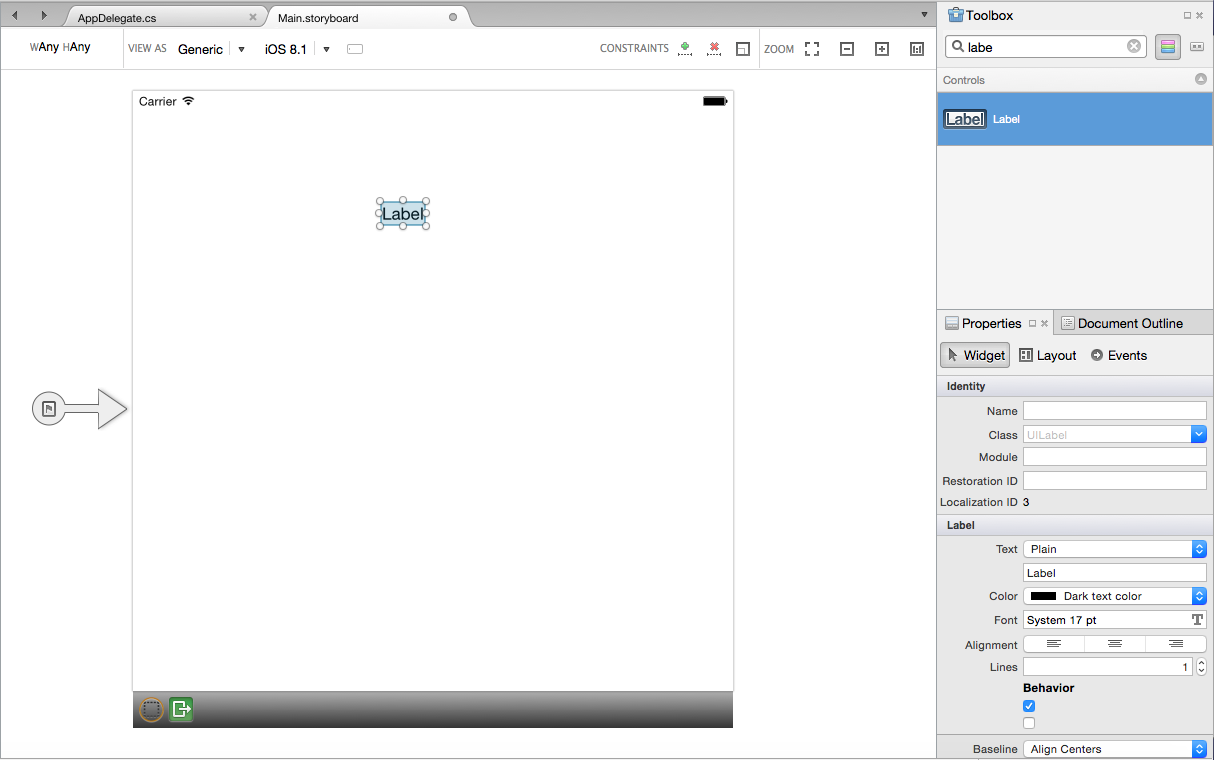 AppDelegate.cs
Main.storyboard
wAny hAny
VIEW AS
Generic
iOS 8.1
CONSTRAINTS
ZOOM
Carrier
Label
Toolbox
labe
Controls
Label Label
Properties
Document Outline
Widget
Layout
Events
Identity
Name
Class UILabel
Module
Restoration ID
Localization ID 3
Label
Text Plain
Label
Color Dark text color
Font System 17 pt T
Alignment
Lines 1
Behavior
Baseline Align Centers